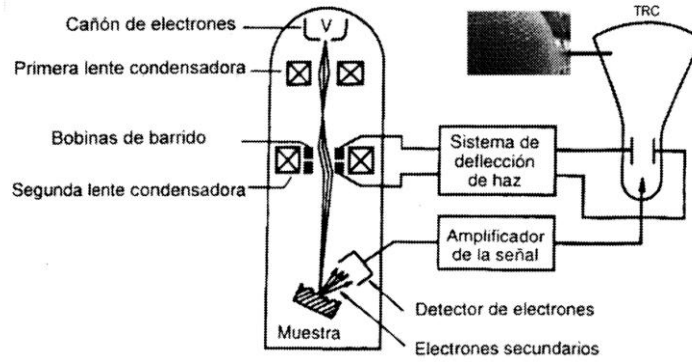 TRC
Cañón de electrones
V
Primera lente condensadora
Bobinas de barrido
Segunda lente condensadora
Sistema de
deflección
de haz
Amplificador
de la señal
Detector de electrones
Electrones secundarios
Muestra